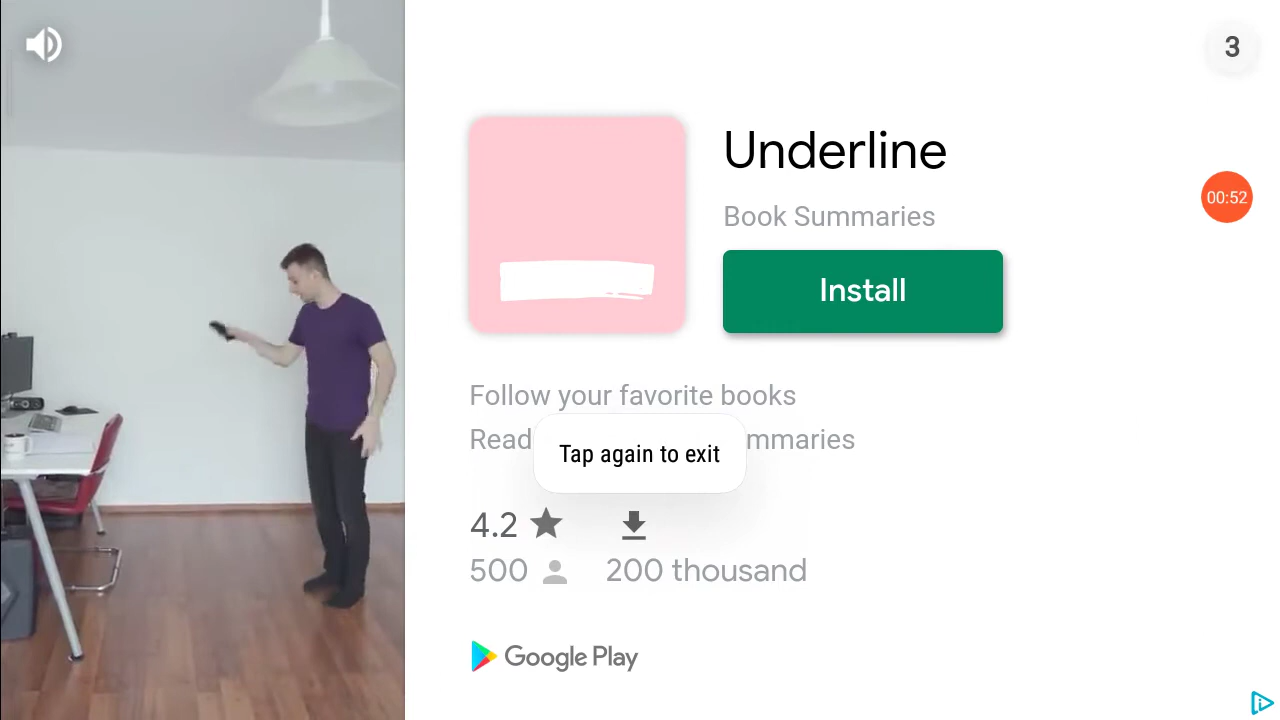 3
Underline
00:52
Book Summaries
Install
Follow your favorite books
Read
mmaries
Tap again to exit
4.2
500
200 thousand
Google Play